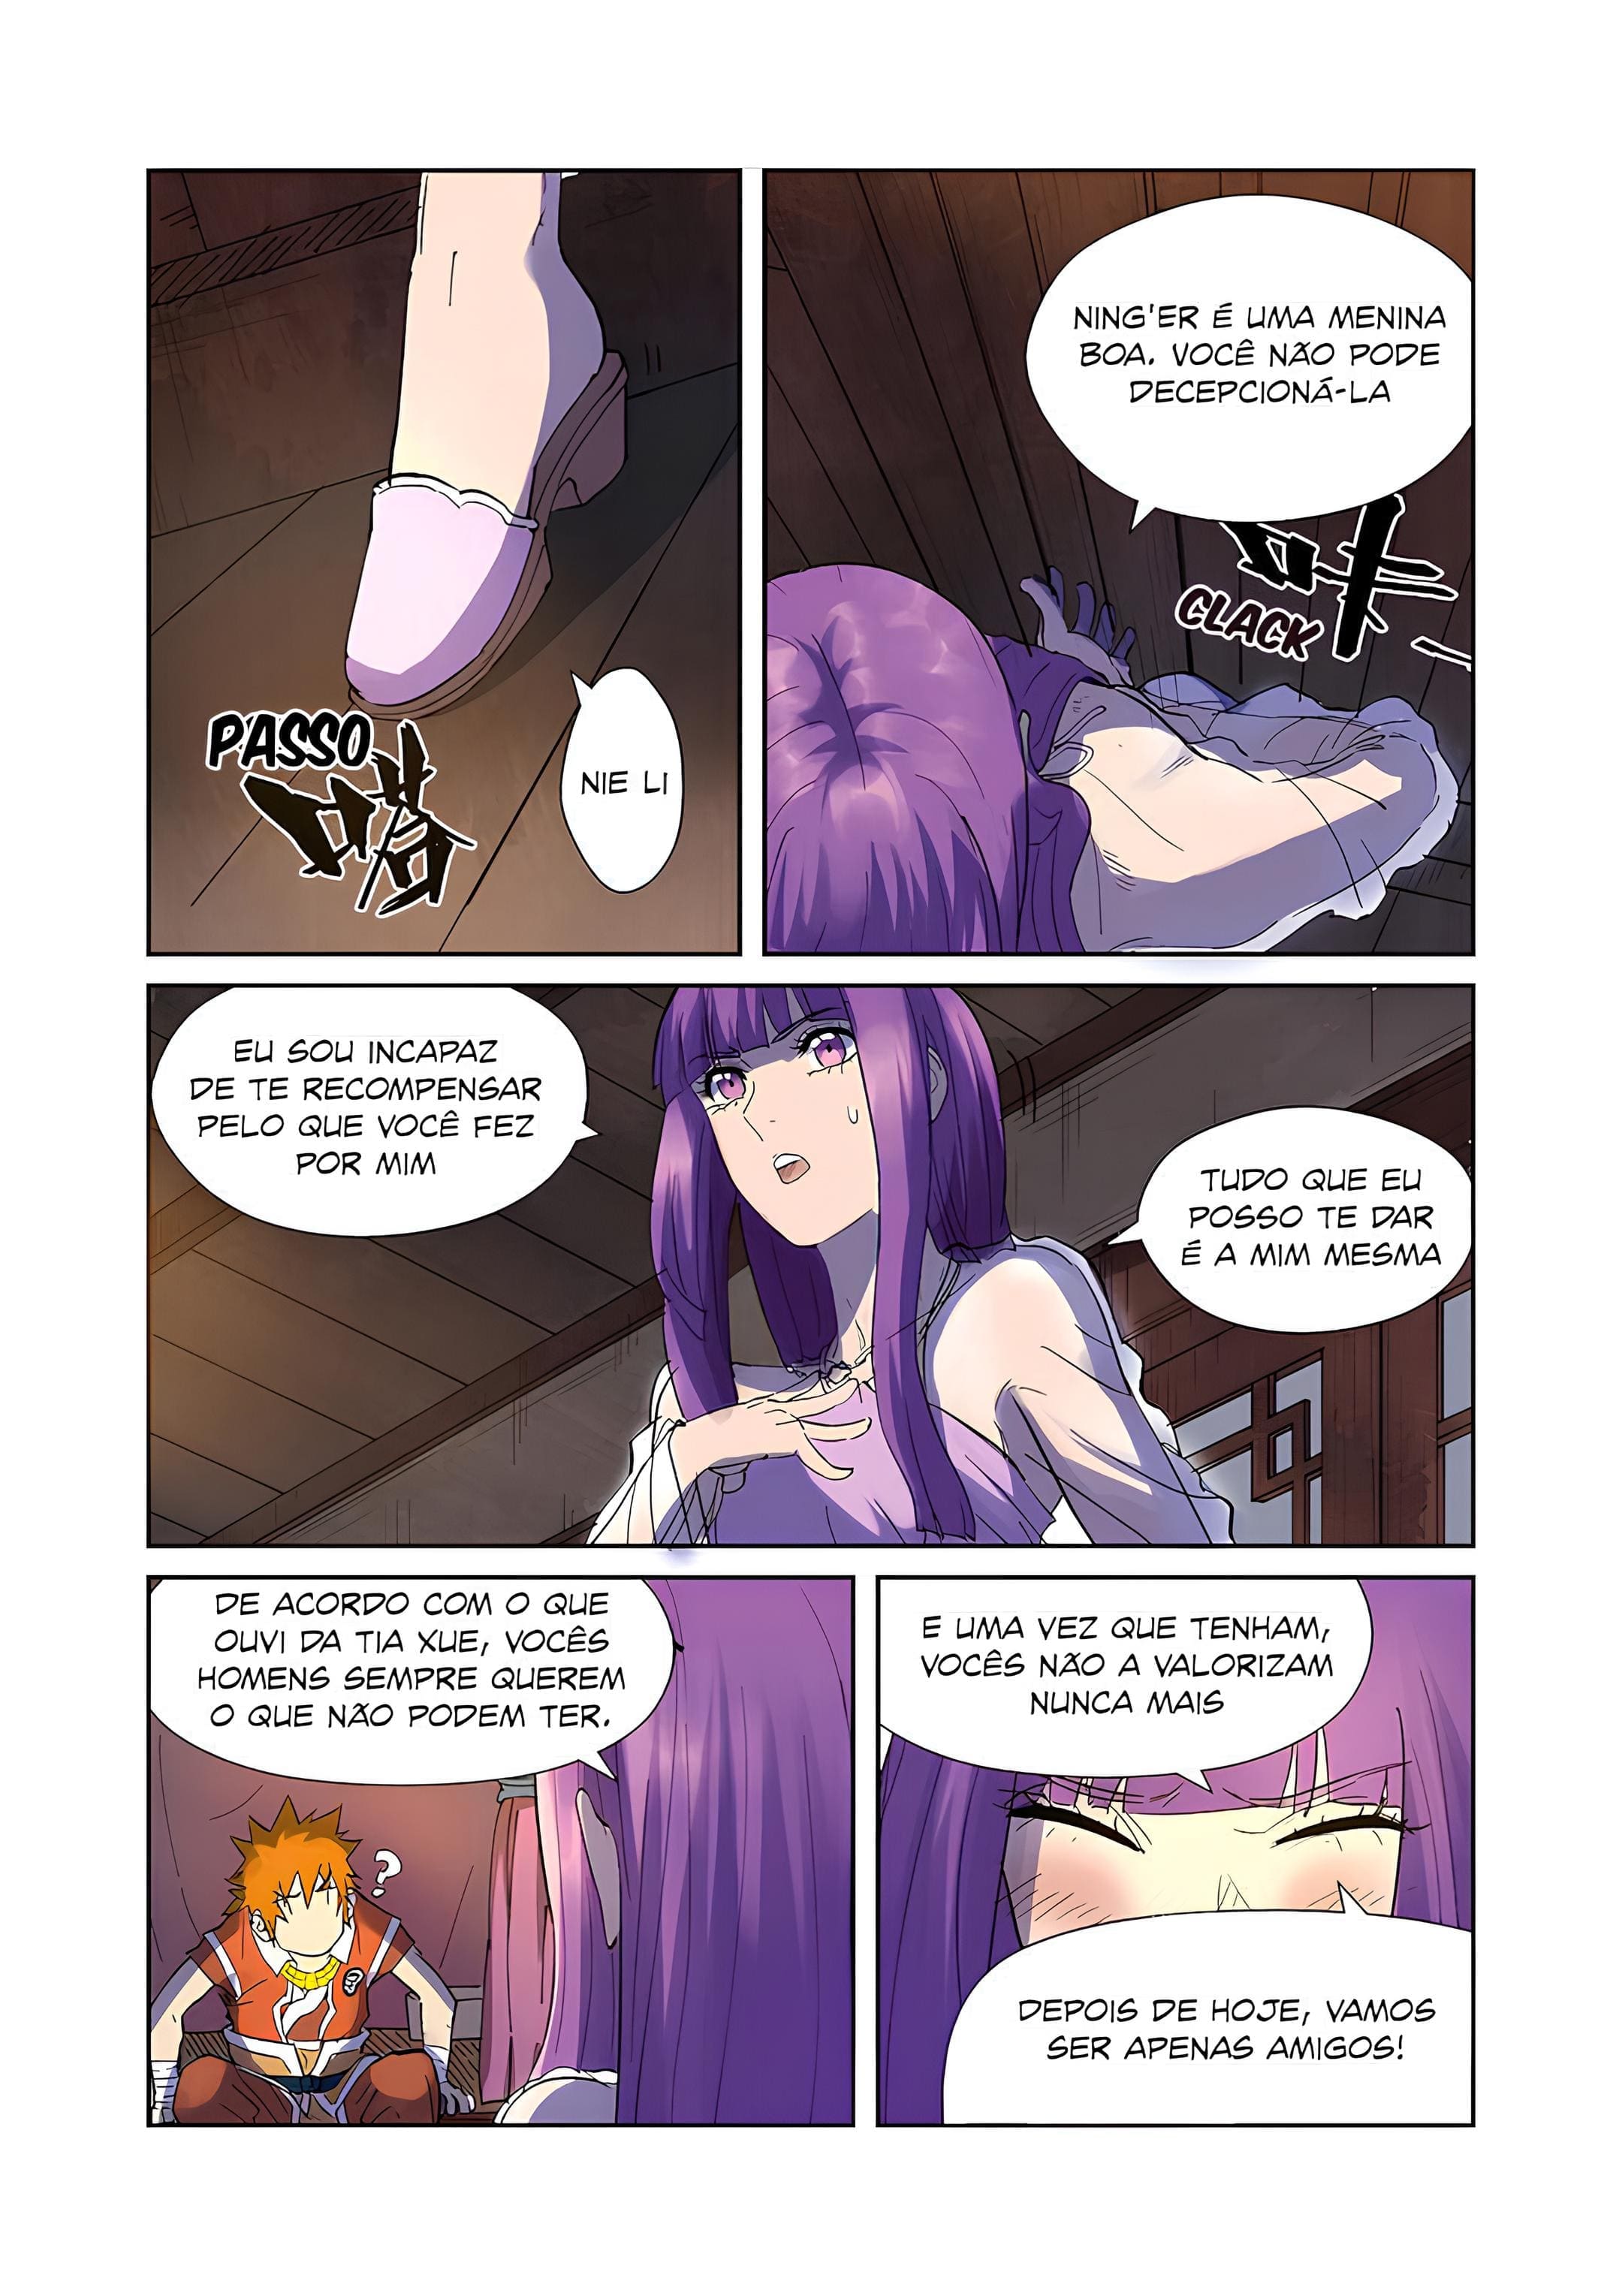 PASSO
嗒
NIE LI
NING'ER É UMA MENINA
BOA. VOCÊ NÃO PODE
DECEPCIONÁ-LA
CLACK
EU SOU INCAPAZ
DE TE RECOMPENSAR
PELO QUE VOCÊ FEZ
POR MIM
TUDO QUE EU
POSSO TE DAR
É A MIM MESMA
DE ACORDO COM O QUE
OUVI DA TIA XUE, VOCÊS
HOMENS SEMPRE QUEREM
O QUE NÃO PODEM TER.
?
E UMA VEZ QUE TENHAM,
VOCÊS NÃO A VALORIZAM
NUNCA MAIS
DEPOIS DE HOJE, VAMOS
SER APENAS AMIGOS!